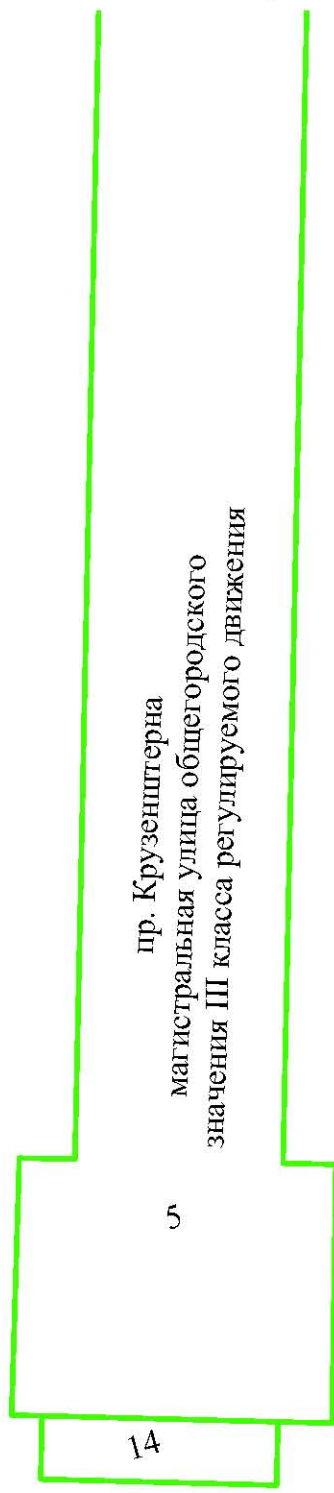 пр. Крузенштерна
магистральная улица общегородского
значения III класса регулируемого движения
5
14